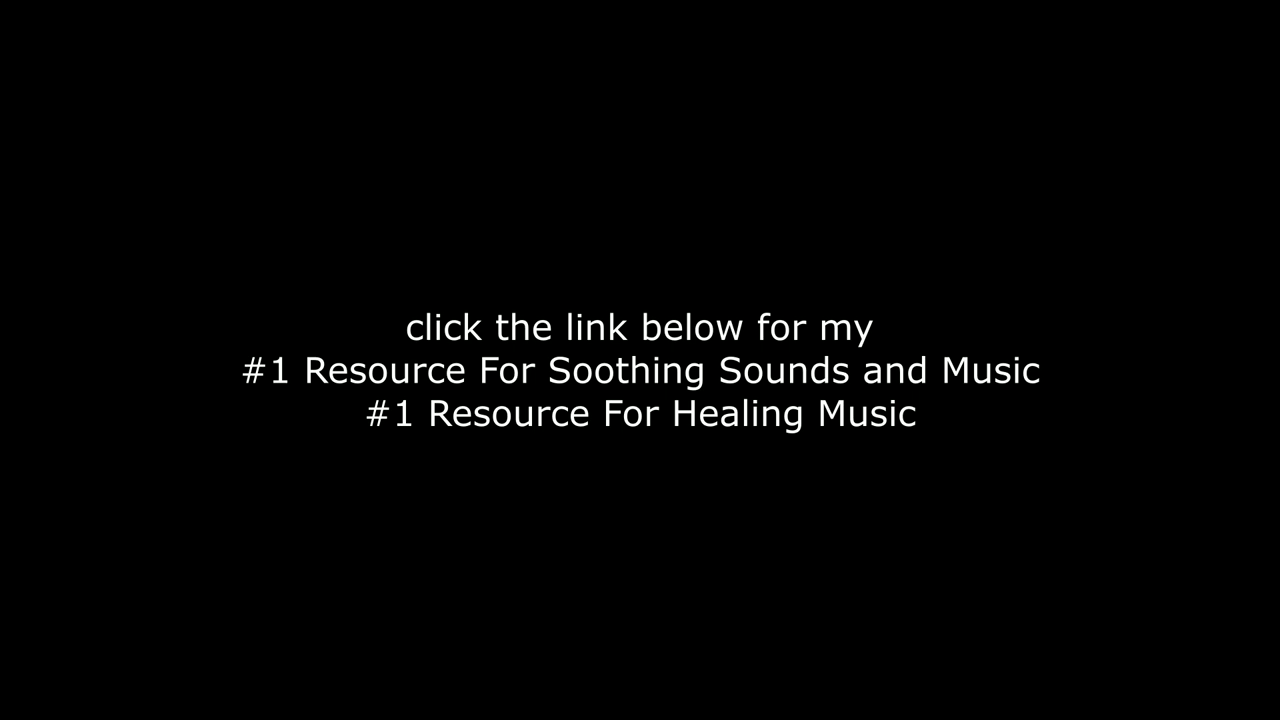 click the link below for my
#1 Resource For Soothing Sounds and Music
#1 Resource For Healing Music